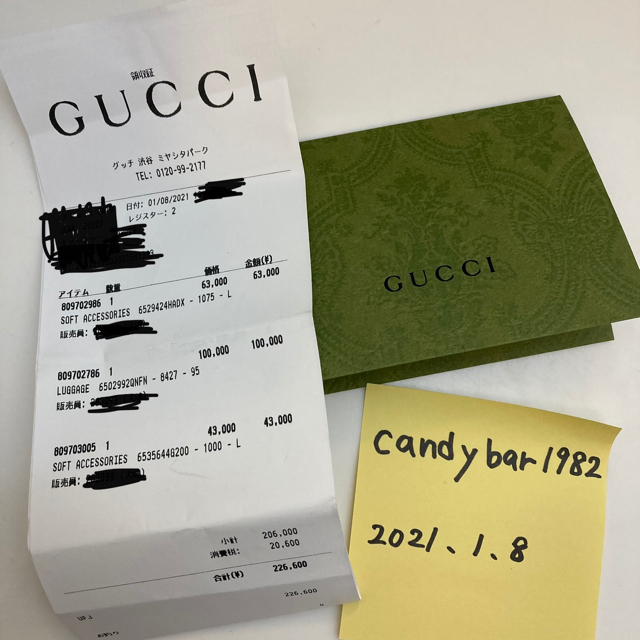 領収証
GUCCI
グッチ 渋谷 ミヤシタパーク
TEL: 0120-99-2177
日付: 01/08/2021
レジスター: 2
アイテム 数量 価格 金額(¥)
809702986 1 63,000 63,000
SOFT ACCESSORIES 6529424HADX - 1075 - L
販売員:
809702786 1 100,000 100,000
LUGGAGE 6502992QNFN - 8427 - 95
販売員:
809703005 1 43,000 43,000
SOFT ACCESSORIES 6535644G200 - 1000 - L
販売員:
小計 206,000
消費税: 20,600
合計(¥) 226,600
226,600
GUCCI
candybar1982
2021.1.8